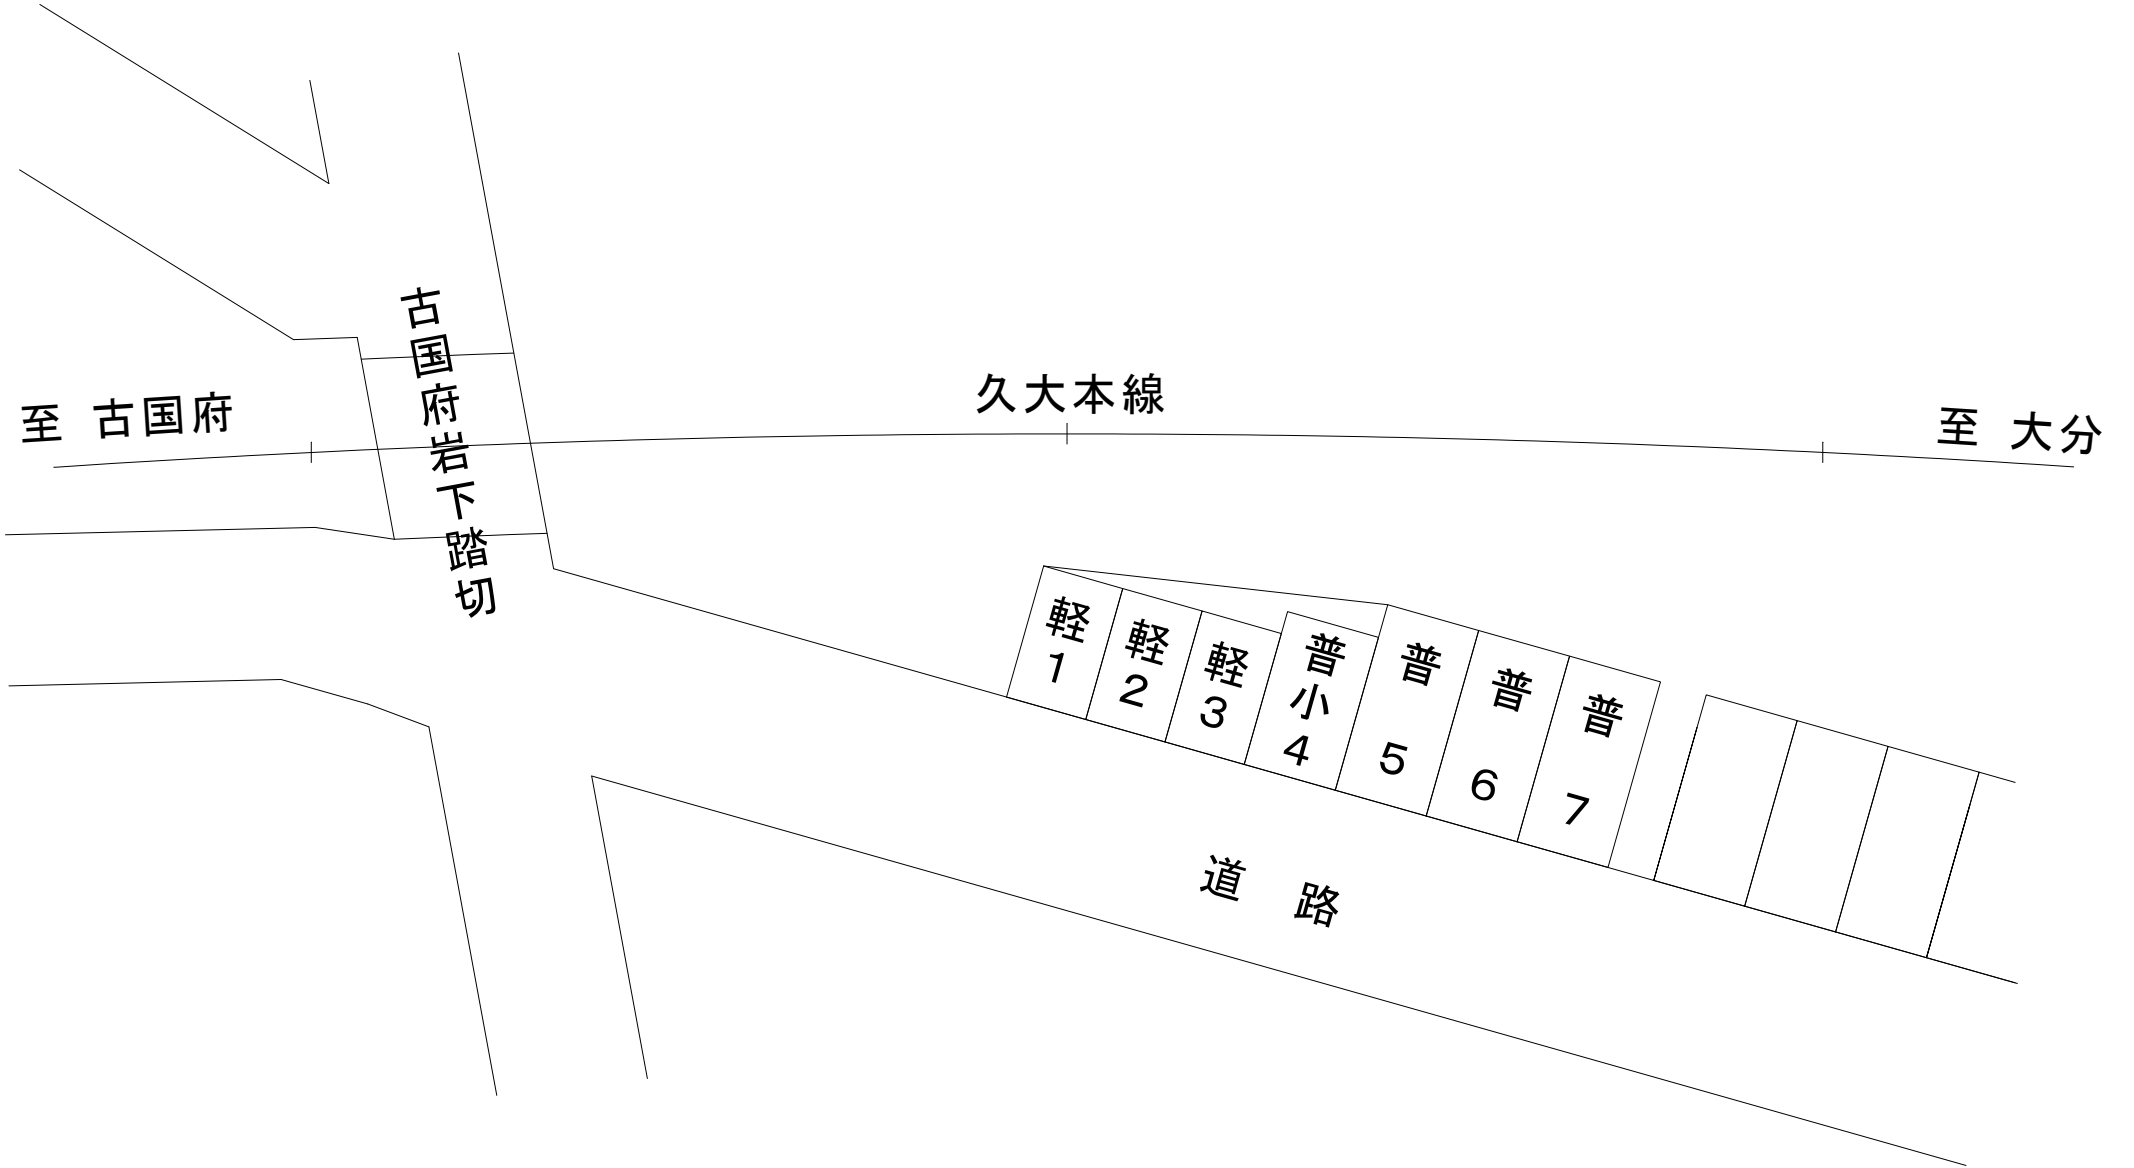 古国府岩下踏切
至 古国府
久大本線
至 大分
軽1
軽2
軽3
普小4
普 5
普 6
普 7
道 路